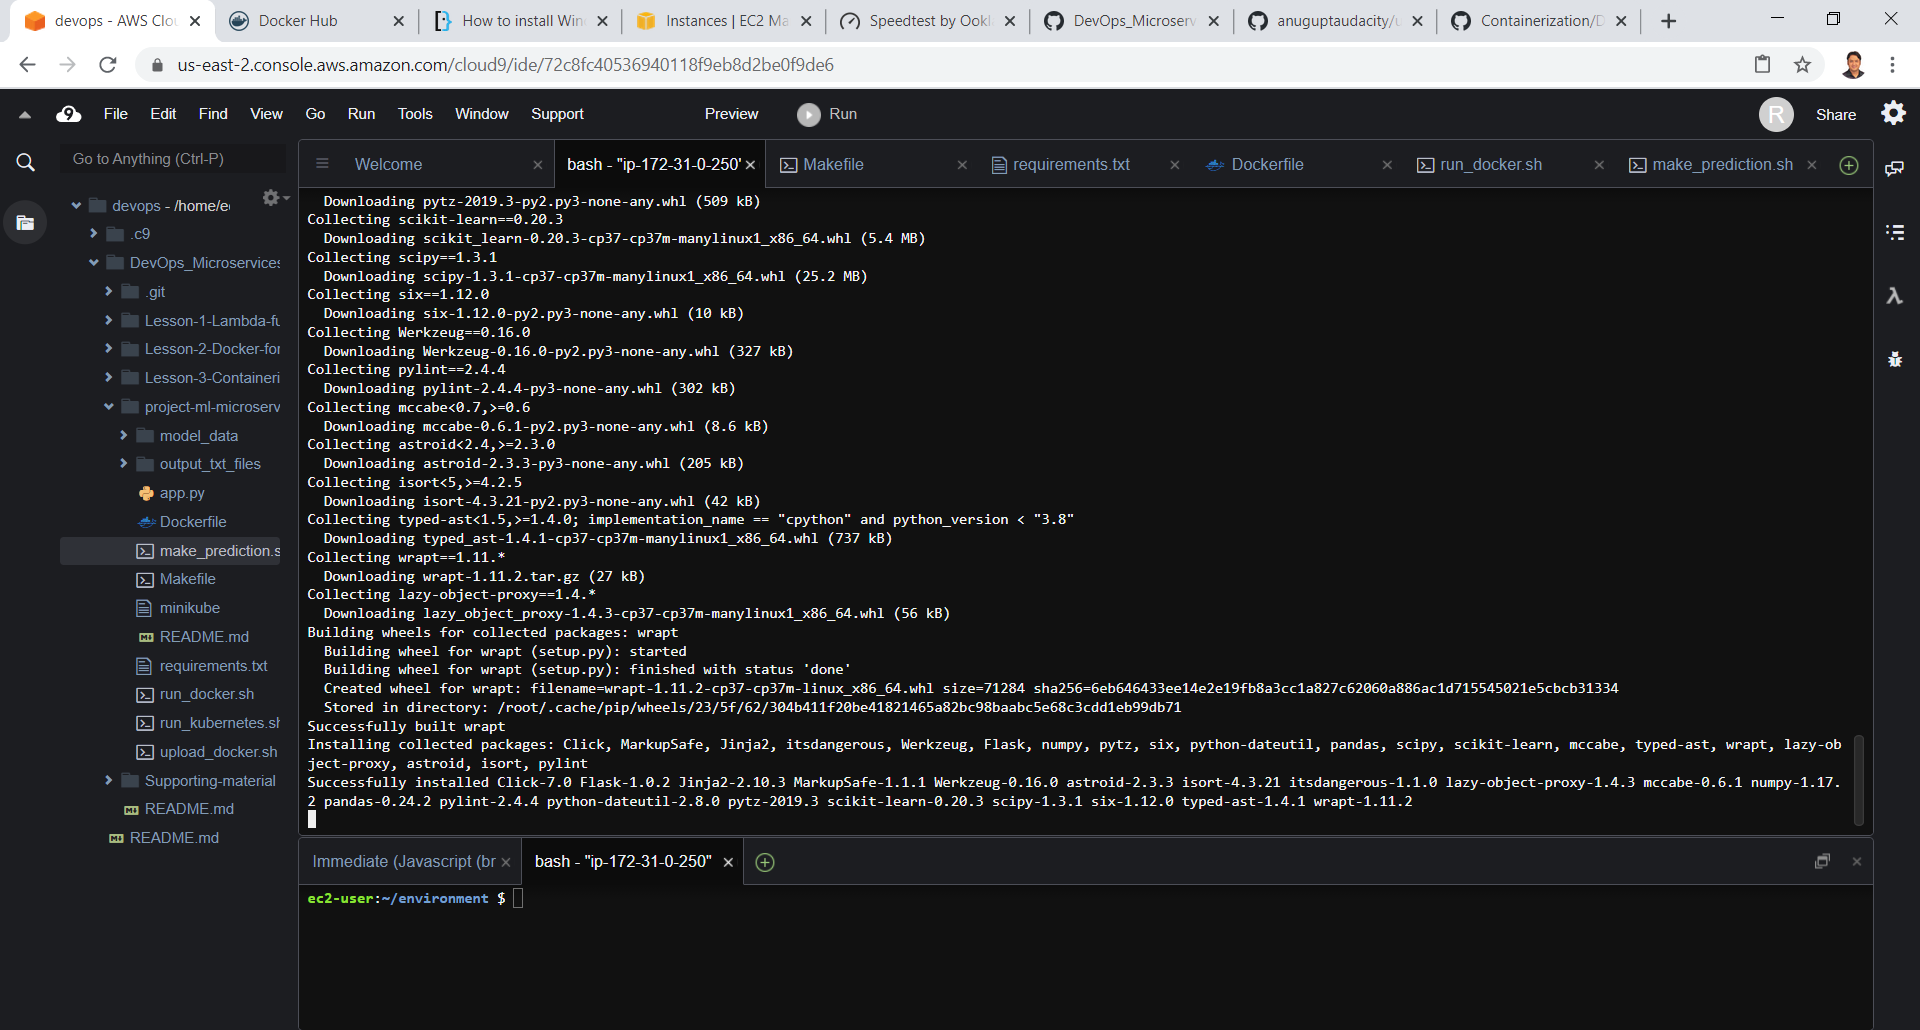 devops - AWS Clou
Docker Hub
How to install Win
Instances | EC2 Ma
Speedtest by Ookl
DevOps_Microserv
anuguptaudacity/u
Containerization/D
us-east-2.console.aws.amazon.com/cloud9/ide/72c8fc40536940118f9eb8d2be0f9de6
9 File Edit Find View Go Run Tools Window Support Preview Run R Share
Go to Anything (Ctrl-P)
Welcome
bash - "ip-172-31-0-250"
Makefile
requirements.txt
Dockerfile
run_docker.sh
make_prediction.sh
devops - /home/e
.c9
DevOps_Microservices
.git
Lesson-1-Lambda-fu
Lesson-2-Docker-for
Lesson-3-Containeri
project-ml-microserv
model_data
output_txt_files
app.py
Dockerfile
make_prediction.s
Makefile
minikube
README.md
requirements.txt
run_docker.sh
run_kubernetes.sh
upload_docker.sh
Supporting-material
README.md
README.md
Downloading pytz-2019.3-py2.py3-none-any.whl (509 kB)
Collecting scikit-learn==0.20.3
Downloading scikit_learn-0.20.3-cp37-cp37m-manylinux1_x86_64.whl (5.4 MB)
Collecting scipy==1.3.1
Downloading scipy-1.3.1-cp37-cp37m-manylinux1_x86_64.whl (25.2 MB)
Collecting six==1.12.0
Downloading six-1.12.0-py2.py3-none-any.whl (10 kB)
Collecting Werkzeug==0.16.0
Downloading Werkzeug-0.16.0-py2.py3-none-any.whl (327 kB)
Collecting pylint==2.4.4
Downloading pylint-2.4.4-py3-none-any.whl (302 kB)
Collecting mccabe<0.7,>=0.6
Downloading mccabe-0.6.1-py2.py3-none-any.whl (8.6 kB)
Collecting astroid<2.4,>=2.3.0
Downloading astroid-2.3.3-py3-none-any.whl (205 kB)
Collecting isort<5,>=4.2.5
Downloading isort-4.3.21-py2.py3-none-any.whl (42 kB)
Collecting typed-ast<1.5,>=1.4.0; implementation_name == "cpython" and python_version < "3.8"
Downloading typed_ast-1.4.1-cp37-cp37m-manylinux1_x86_64.whl (737 kB)
Collecting wrapt==1.11.*
Downloading wrapt-1.11.2.tar.gz (27 kB)
Collecting lazy-object-proxy==1.4.*
Downloading lazy_object_proxy-1.4.3-cp37-cp37m-manylinux1_x86_64.whl (56 kB)
Building wheels for collected packages: wrapt
Building wheel for wrapt (setup.py): started
Building wheel for wrapt (setup.py): finished with status 'done'
Created wheel for wrapt: filename=wrapt-1.11.2-cp37-cp37m-linux_x86_64.whl size=71284 sha256=6eb646433ee14e2e19fb8a3cc1a827c62060a886ac1d715545021e5cbcb31334
Stored in directory: /root/.cache/pip/wheels/23/5f/62/304b411f20be41821465a82bc98baabc5e68c3cdd1eb99db71
Successfully built wrapt
Installing collected packages: Click, MarkupSafe, Jinja2, itsdangerous, Werkzeug, Flask, numpy, pytz, six, python-dateutil, pandas, scipy, scikit-learn, mccabe, typed-ast, wrapt, lazy-ob
ject-proxy, astroid, isort, pylint
Successfully installed Click-7.0 Flask-1.0.2 Jinja2-2.10.3 MarkupSafe-1.1.1 Werkzeug-0.16.0 astroid-2.3.3 isort-4.3.21 itsdangerous-1.1.0 lazy-object-proxy-1.4.3 mccabe-0.6.1 numpy-1.17.
2 pandas-0.24.2 pylint-2.4.4 python-dateutil-2.8.0 pytz-2019.3 scikit-learn-0.20.3 scipy-1.3.1 six-1.12.0 typed-ast-1.4.1 wrapt-1.11.2
Immediate (Javascript (br
bash - "ip-172-31-0-250"
ec2-user:~/environment $